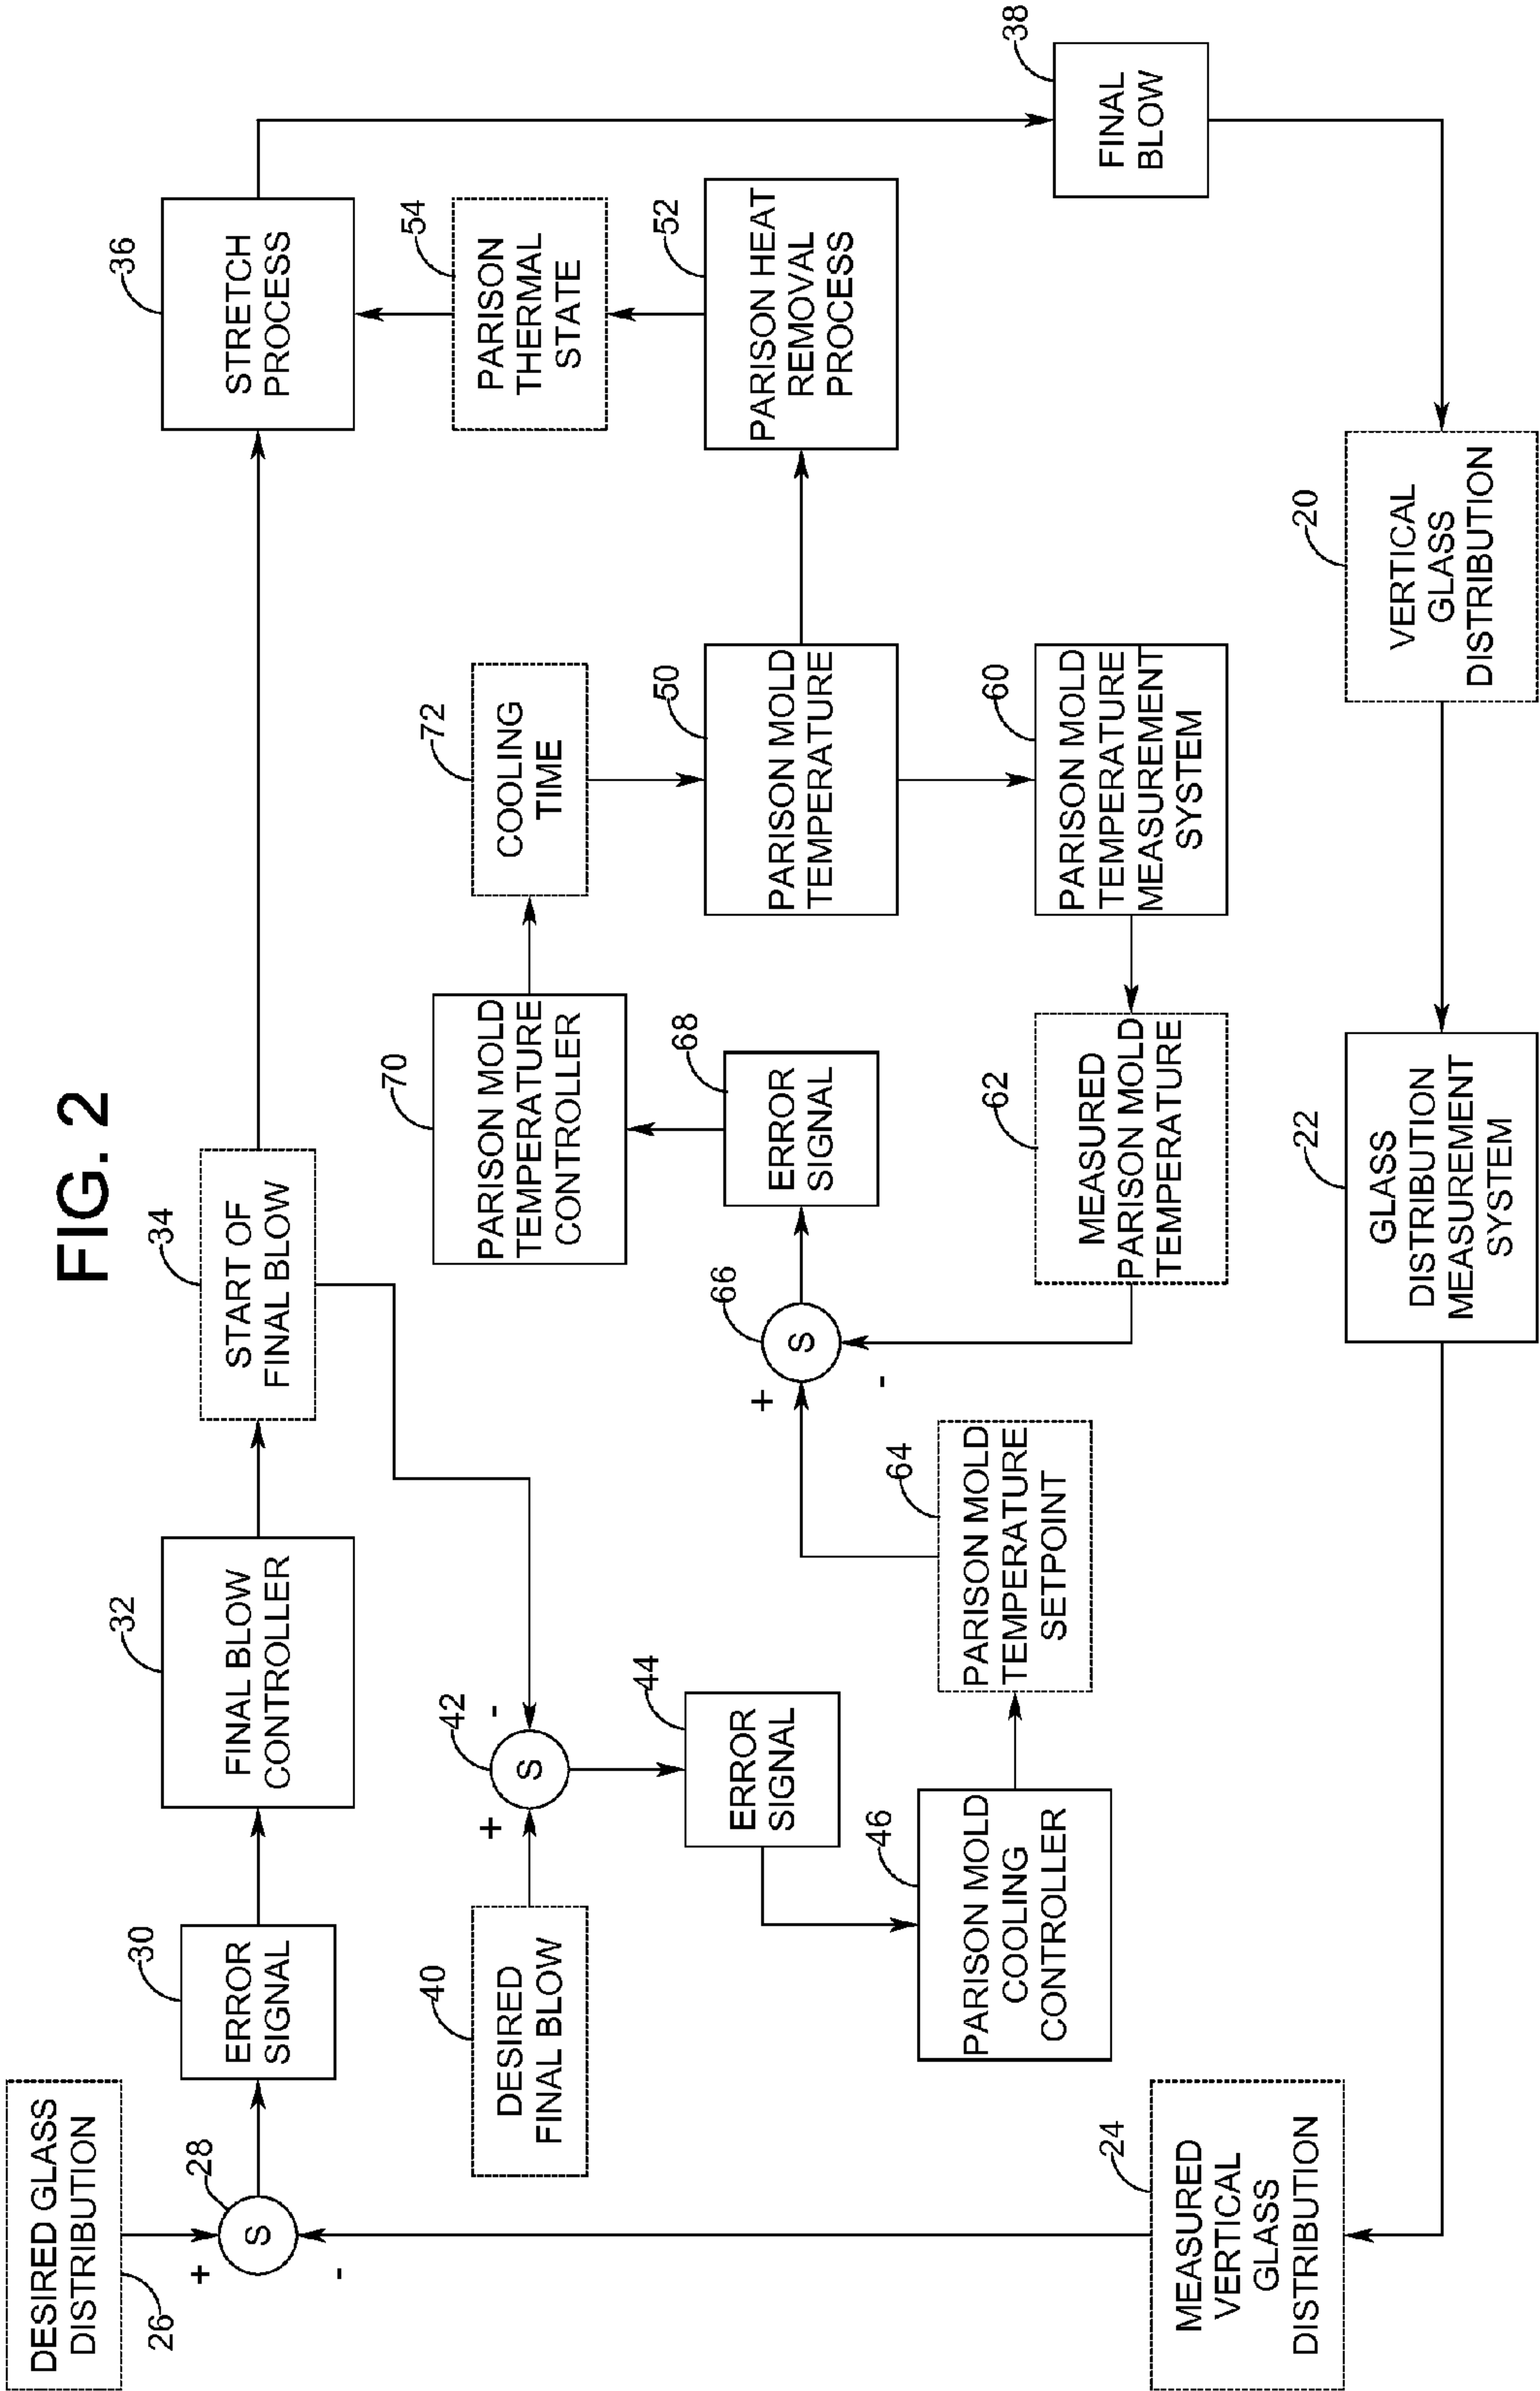 FIG. 2
DESIRED GLASS
DISTRIBUTION
26
+
28
S
-
30
ERROR
SIGNAL
32
FINAL BLOW
CONTROLLER
34
START OF
FINAL BLOW
36
STRETCH
PROCESS
40
DESIRED
FINAL BLOW
+
42
S
-
44
ERROR
SIGNAL
46
PARISON MOLD
COOLING
CONTROLLER
64
PARISON MOLD
TEMPERATURE
SETPOINT
+
66
S
-
68
ERROR
SIGNAL
70
PARISON MOLD
TEMPERATURE
CONTROLLER
72
COOLING
TIME
50
PARISON MOLD
TEMPERATURE
60
PARISON MOLD
TEMPERATURE
MEASUREMENT
SYSTEM
62
MEASURED
PARISON MOLD
TEMPERATURE
54
PARISON
THERMAL
STATE
52
PARISON HEAT
REMOVAL
PROCESS
38
FINAL
BLOW
24
MEASURED
VERTICAL
GLASS
DISTRIBUTION
22
GLASS
DISTRIBUTION
MEASUREMENT
SYSTEM
20
VERTICAL
GLASS
DISTRIBUTION